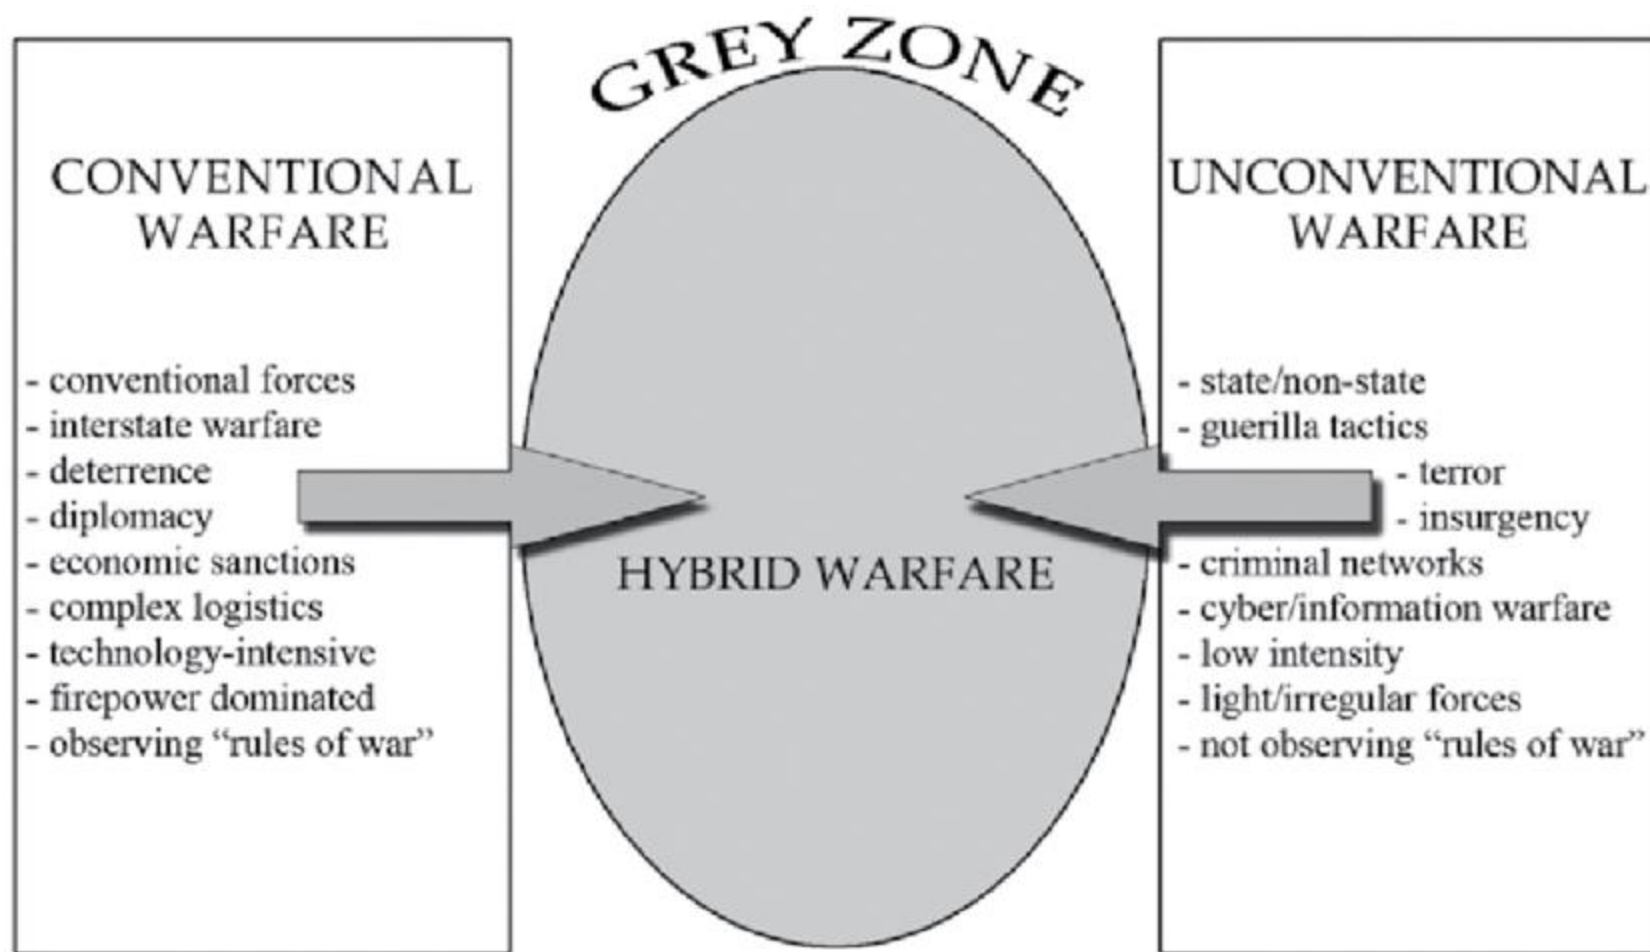 GREY ZONE
CONVENTIONAL
WARFARE
- conventional forces
- interstate warfare
- deterrence
- diplomacy
- economic sanctions
- complex logistics
- technology-intensive
- firepower dominated
- observing “rules of war”
HYBRID WARFARE
UNCONVENTIONAL
WARFARE
- state/non-state
- guerilla tactics
- terror
- insurgency
- criminal networks
- cyber/information warfare
- low intensity
- light/irregular forces
- not observing “rules of war”